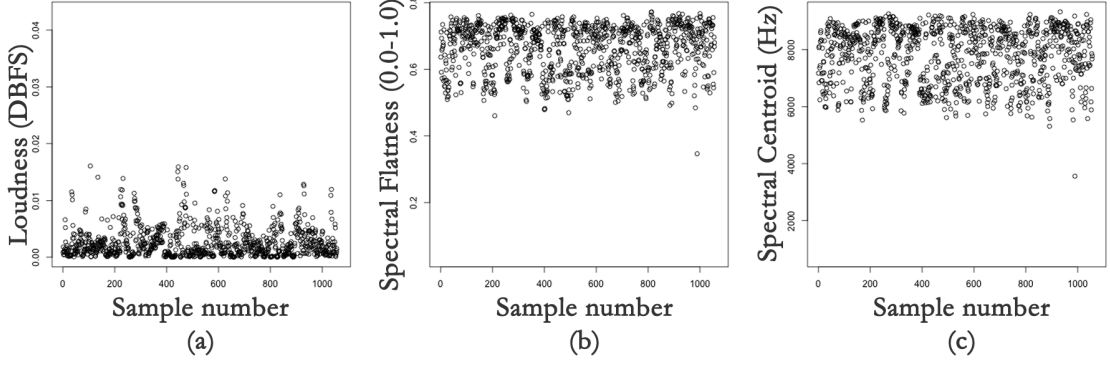 Loudness (DBFS)
0.00 0.01 0.02 0.03 0.04
0 200 400 600 800 1000
Sample number
(a)
Spectral Flatness (0.0-1.0)
0.2 0.4 0.6 0.8
0 200 400 600 800 1000
Sample number
(b)
Spectral Centroid (Hz)
2000 4000 6000 8000
0 200 400 600 800 1000
Sample number
(c)